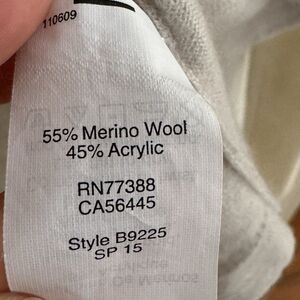 110609
55% Merino Wool
45% Acrylic
RN77388
CA56445
Style B9225
SP 15